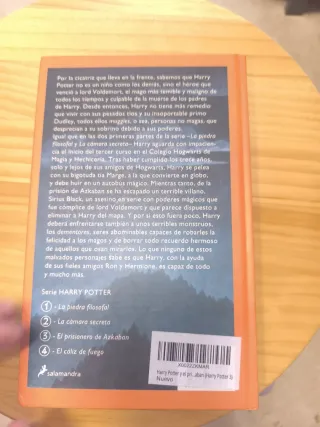 Por la cicatriz que lleva en la frente, sabemos que Harry
Potter no es un niño como los demás, sino el héroe que
venció a lord Voldemort, el mago más temible y maligno de
todos los tiempos y culpable de la muerte de los padres
de Harry. Desde entonces, Harry no tiene más remedio
que vivir con sus pesados tíos y su insoportable primo
Dudley, todos ellos muggles, o sea, personas no magas, que
desprecian a su sobrino debido a sus poderes.
Igual que en las dos primeras partes de la serie -La piedra
filosofal y La cámara secreta- Harry aguarda con impacien-
cia el inicio del tercer curso en el Colegio Hogwarts de
Magia y Hechicería. Tras haber cumplido los trece años,
solo y lejos de sus amigos de Hogwarts, Harry se pelea
con su bigotuda tía Marge, a la que convierte en globo,
y debe huir en un autobús mágico. Mientras tanto, de la
prisión de Azkaban se ha escapado un terrible villano,
Sirius Black, un asesino en serie con poderes mágicos que
fue cómplice de lord Voldemort y que parece dispuesto a
eliminar a Harry del mapa. Y por si esto fuera poco, Harry
deberá enfrentarse también a unos terribles monstruos,
los dementores, seres abominables capaces de robarles la
felicidad a los magos y de borrar todo recuerdo hermoso
de aquellos que osan mirarlos. Lo que ninguno de estos
malvados personajes sabe es que Harry, con la ayuda
de sus fieles amigos Ron y Hermione, es capaz de todo
y mucho más.
Serie HARRY POTTER
1 - La piedra filosofal
2 - La cámara secreta
3 - El prisionero de Azkaban
4 - El cáliz de fuego
salamandra
Harry Potter y el pri... aban (Harry Potter 3)
Nuevo